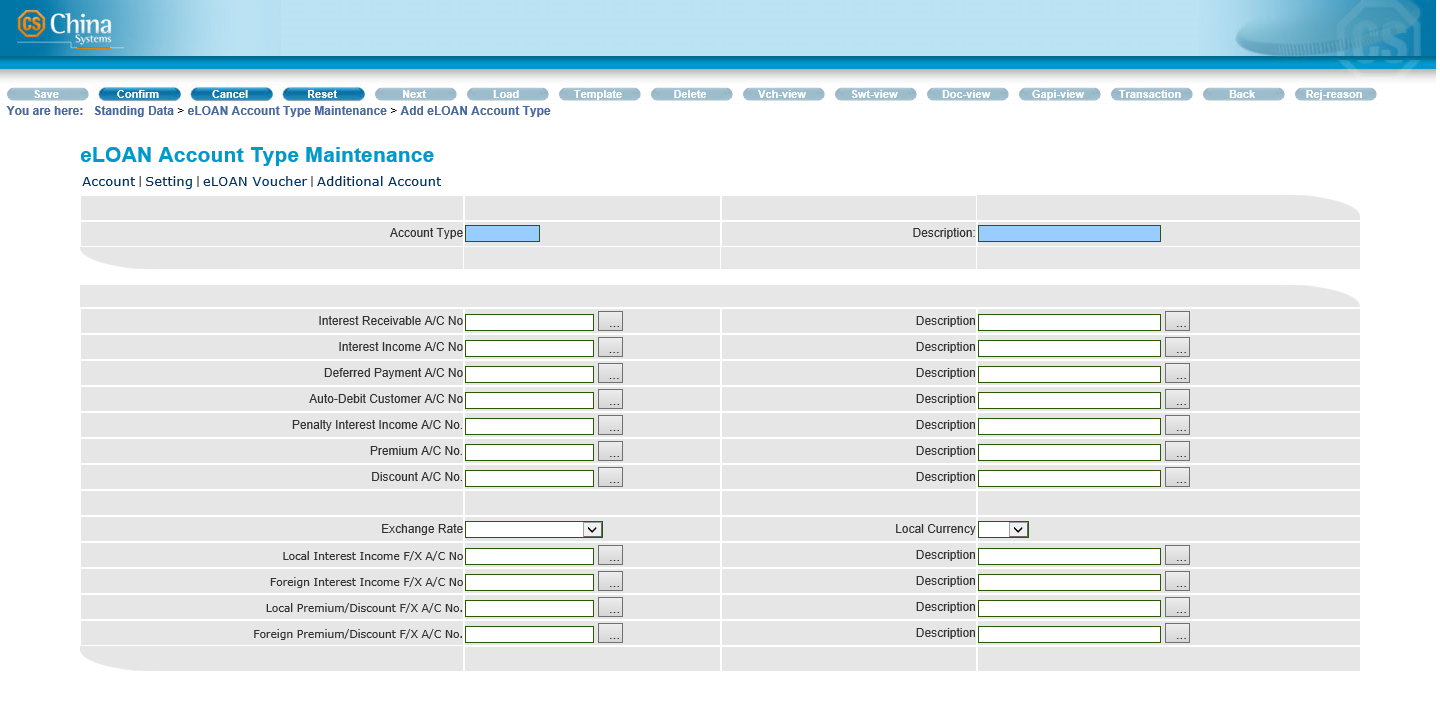 CS China
Systems
CS
Save Confirm Cancel Reset Next Load Template Delete Vch-view Swt-view Doc-view Gapi-view Transaction Back Rej-reason
You are here: Standing Data > eLOAN Account Type Maintenance > Add eLOAN Account Type
eLOAN Account Type Maintenance
Account | Setting | eLOAN Voucher | Additional Account
Account Type Description:
Interest Receivable A/C No ... Description ...
Interest Income A/C No ... Description ...
Deferred Payment A/C No ... Description ...
Auto-Debit Customer A/C No ... Description ...
Penalty Interest Income A/C No. ... Description ...
Premium A/C No. ... Description ...
Discount A/C No. ... Description ...
Exchange Rate Local Currency
Local Interest Income F/X A/C No ... Description ...
Foreign Interest Income F/X A/C No ... Description ...
Local Premium/Discount F/X A/C No. ... Description ...
Foreign Premium/Discount F/X A/C No. ... Description ...